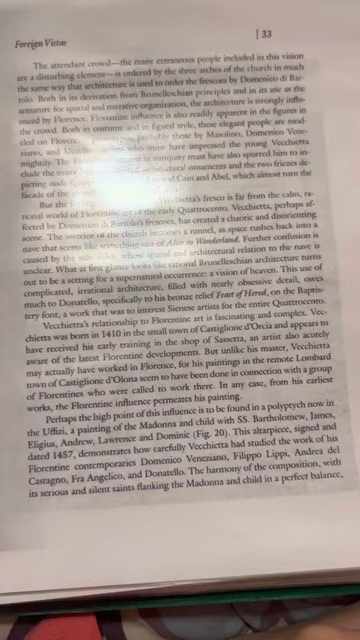 Foreign Vistas
[ 33
The attendant crowd—the many extraneous people included in this vision
are a disturbing element—is ordered by the three arches of the church in much
the same way that architecture is used to order the frescoes by Domenico di Bar-
tolo. Both in its derivation from Brunelleschian principles and in its use as the
armature for spatial and narrative organization, the architecture is strongly influ-
enced by Florence. Florentine influence is also readily apparent in the figures in
the crowd. Both in costume and in figural style, these elegant people are mod-
eled on Florentine probably those by Masolino, Domenico Vene-
ziano, and Uccello who must have impressed the young Vecchietta
mightily. The in antiquity must have also spurred him to in-
clude the many architectural ornaments and the two friezes de-
picting nude figures of Cain and Abel, which almost turn the
facade of the
But the Vecchietta's fresco is far from the calm, ra-
tional world of Florentine art of the early Quattrocento. Vecchietta, perhaps af-
fected by Domenico di Bartolo's frescoes, has created a chaotic and disorienting
scene. The interior of the church becomes a tunnel, as space rushes back into a
nave that seems like something out of Alice in Wonderland. Further confusion is
caused by the side aisles, whose spatial and architectural relation to the nave is
unclear. What at first glance looks like rational Brunelleschian architecture turns
out to be a setting for a supernatural occurrence: a vision of heaven. This use of
complicated, irrational architecture, filled with nearly obsessive detail, owes
much to Donatello, specifically to his bronze relief Feast of Herod, on the Baptis-
tery font, a work that was to interest Sienese artists for the entire Quattrocento.
Vecchietta's relationship to Florentine art is fascinating and complex. Vec-
chietta was born in 1410 in the small town of Castiglione d'Orcia and appears to
have received his early training in the shop of Sassetta, an artist also acutely
aware of the latest Florentine developments. But unlike his master, Vecchietta
may actually have worked in Florence, for his paintings in the remote Lombard
town of Castiglione d'Olona seem to have been done in connection with a group
of Florentines who were called to work there. In any case, from his earliest
works, the Florentine influence permeates his painting.
Perhaps the high point of this influence is to be found in a polyptych now in
the Uffizi, a painting of the Madonna and child with SS. Bartholomew, James,
Eligius, Andrew, Lawrence and Dominic (Fig. 20). This altarpiece, signed and
dated 1457, demonstrates how carefully Vecchietta had studied the work of his
Florentine contemporaries Domenico Veneziano, Filippo Lippi, Andrea del
Castagno, Fra Angelico, and Donatello. The harmony of the composition, with
its serious and silent saints flanking the Madonna and child in a perfect balance,